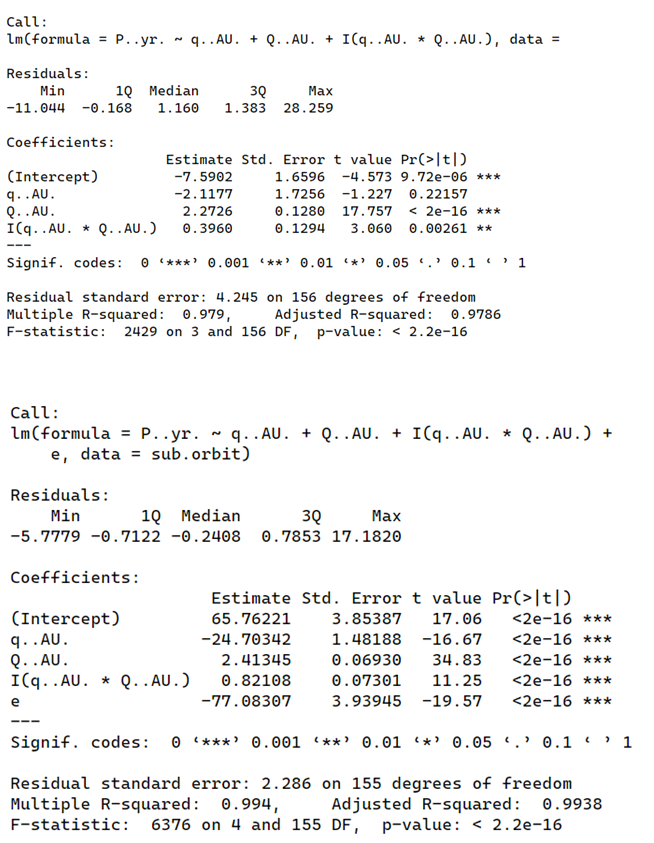 Call:
lm(formula = P..yr. ~ q..AU. + Q..AU. + I(q..AU. * Q..AU.), data =
Residuals:
Min 1Q Median 3Q Max
−11.044 −0.168 1.160 1.383 28.259
Coefficients:
Estimate Std. Error t value Pr(>|t|)
(Intercept) −7.5902 1.6596 −4.573 9.72e−06 ***
q..AU. −2.1177 1.7256 −1.227 0.22157
Q..AU. 2.2726 0.1280 17.757 < 2e−16 ***
I(q..AU. * Q..AU.) 0.3960 0.1294 3.060 0.00261 **
−−−
Signif. codes: 0 ‘***’ 0.001 ‘**’ 0.01 ‘*’ 0.05 ‘.’ 0.1 ‘ ’ 1
Residual standard error: 4.245 on 156 degrees of freedom
Multiple R−squared: 0.979, Adjusted R−squared: 0.9786
F−statistic: 2429 on 3 and 156 DF, p−value: < 2.2e−16
Call:
lm(formula = P..yr. ~ q..AU. + Q..AU. + I(q..AU. * Q..AU.) +
e, data = sub.orbit)
Residuals:
Min 1Q Median 3Q Max
−5.7779 −0.7122 −0.2408 0.7853 17.1820
Coefficients:
Estimate Std. Error t value Pr(>|t|)
(Intercept) 65.76221 3.85387 17.06 <2e−16 ***
q..AU. −24.70342 1.48188 −16.67 <2e−16 ***
Q..AU. 2.41345 0.06930 34.83 <2e−16 ***
I(q..AU. * Q..AU.) 0.82108 0.07301 11.25 <2e−16 ***
e −77.08307 3.93945 −19.57 <2e−16 ***
−−−
Signif. codes: 0 ‘***’ 0.001 ‘**’ 0.01 ‘*’ 0.05 ‘.’ 0.1 ‘ ’ 1
Residual standard error: 2.286 on 155 degrees of freedom
Multiple R−squared: 0.994, Adjusted R−squared: 0.9938
F−statistic: 6376 on 4 and 155 DF, p−value: < 2.2e−16